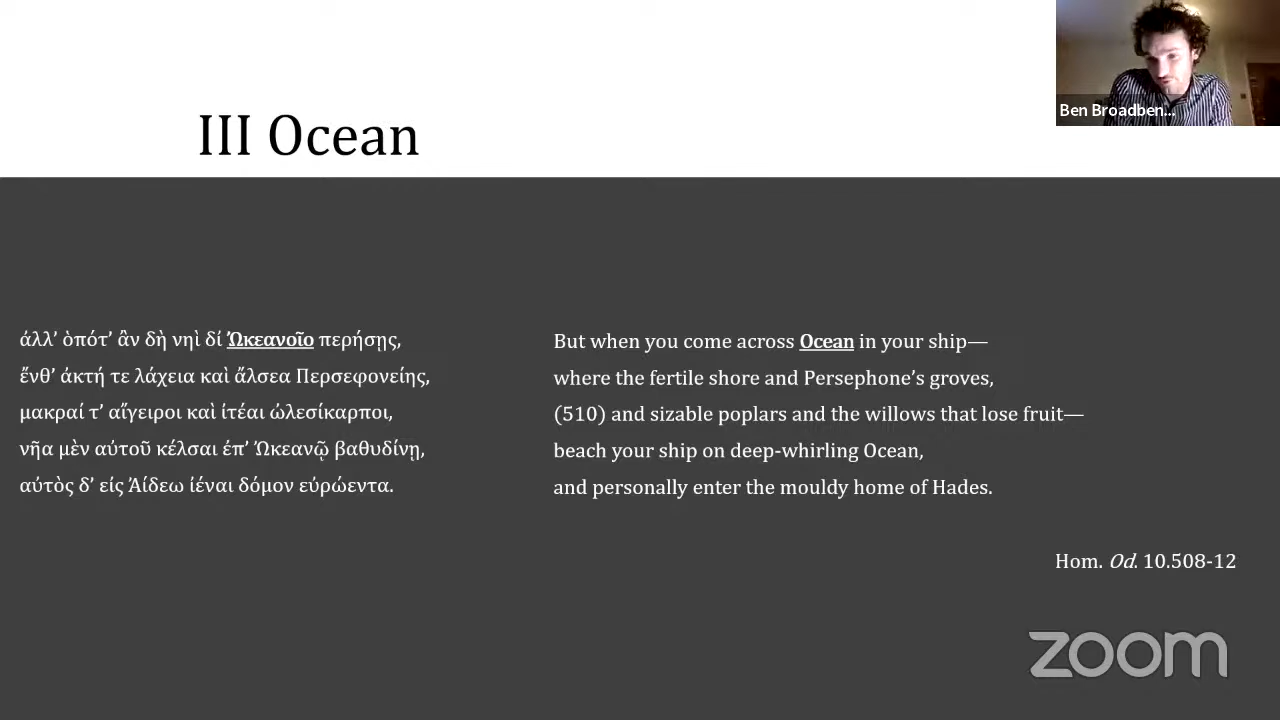 III Ocean
Ben Broadben...
ἀλλ’ ὁπότ’ ἂν δὴ νηὶ δί Ὠκεανοῖο περήσῃς,
ἔνθ’ ἀκτή τε λάχεια καὶ ἄλσεα Περσεφονείης,
μακραί τ’ αἴγειροι καὶ ἰτέαι ὠλεσίκαρποι,
νῆα μὲν αὐτοῦ κέλσαι ἐπ’ Ὠκεανῷ βαθυδίνῃ,
αὐτὸς δ’ εἰς Ἀίδεω ἰέναι δόμον εὐρώεντα.
But when you come across Ocean in your ship—
where the fertile shore and Persephone’s groves,
(510) and sizable poplars and the willows that lose fruit—
beach your ship on deep-whirling Ocean,
and personally enter the mouldy home of Hades.
Hom. Od. 10.508-12
zoom